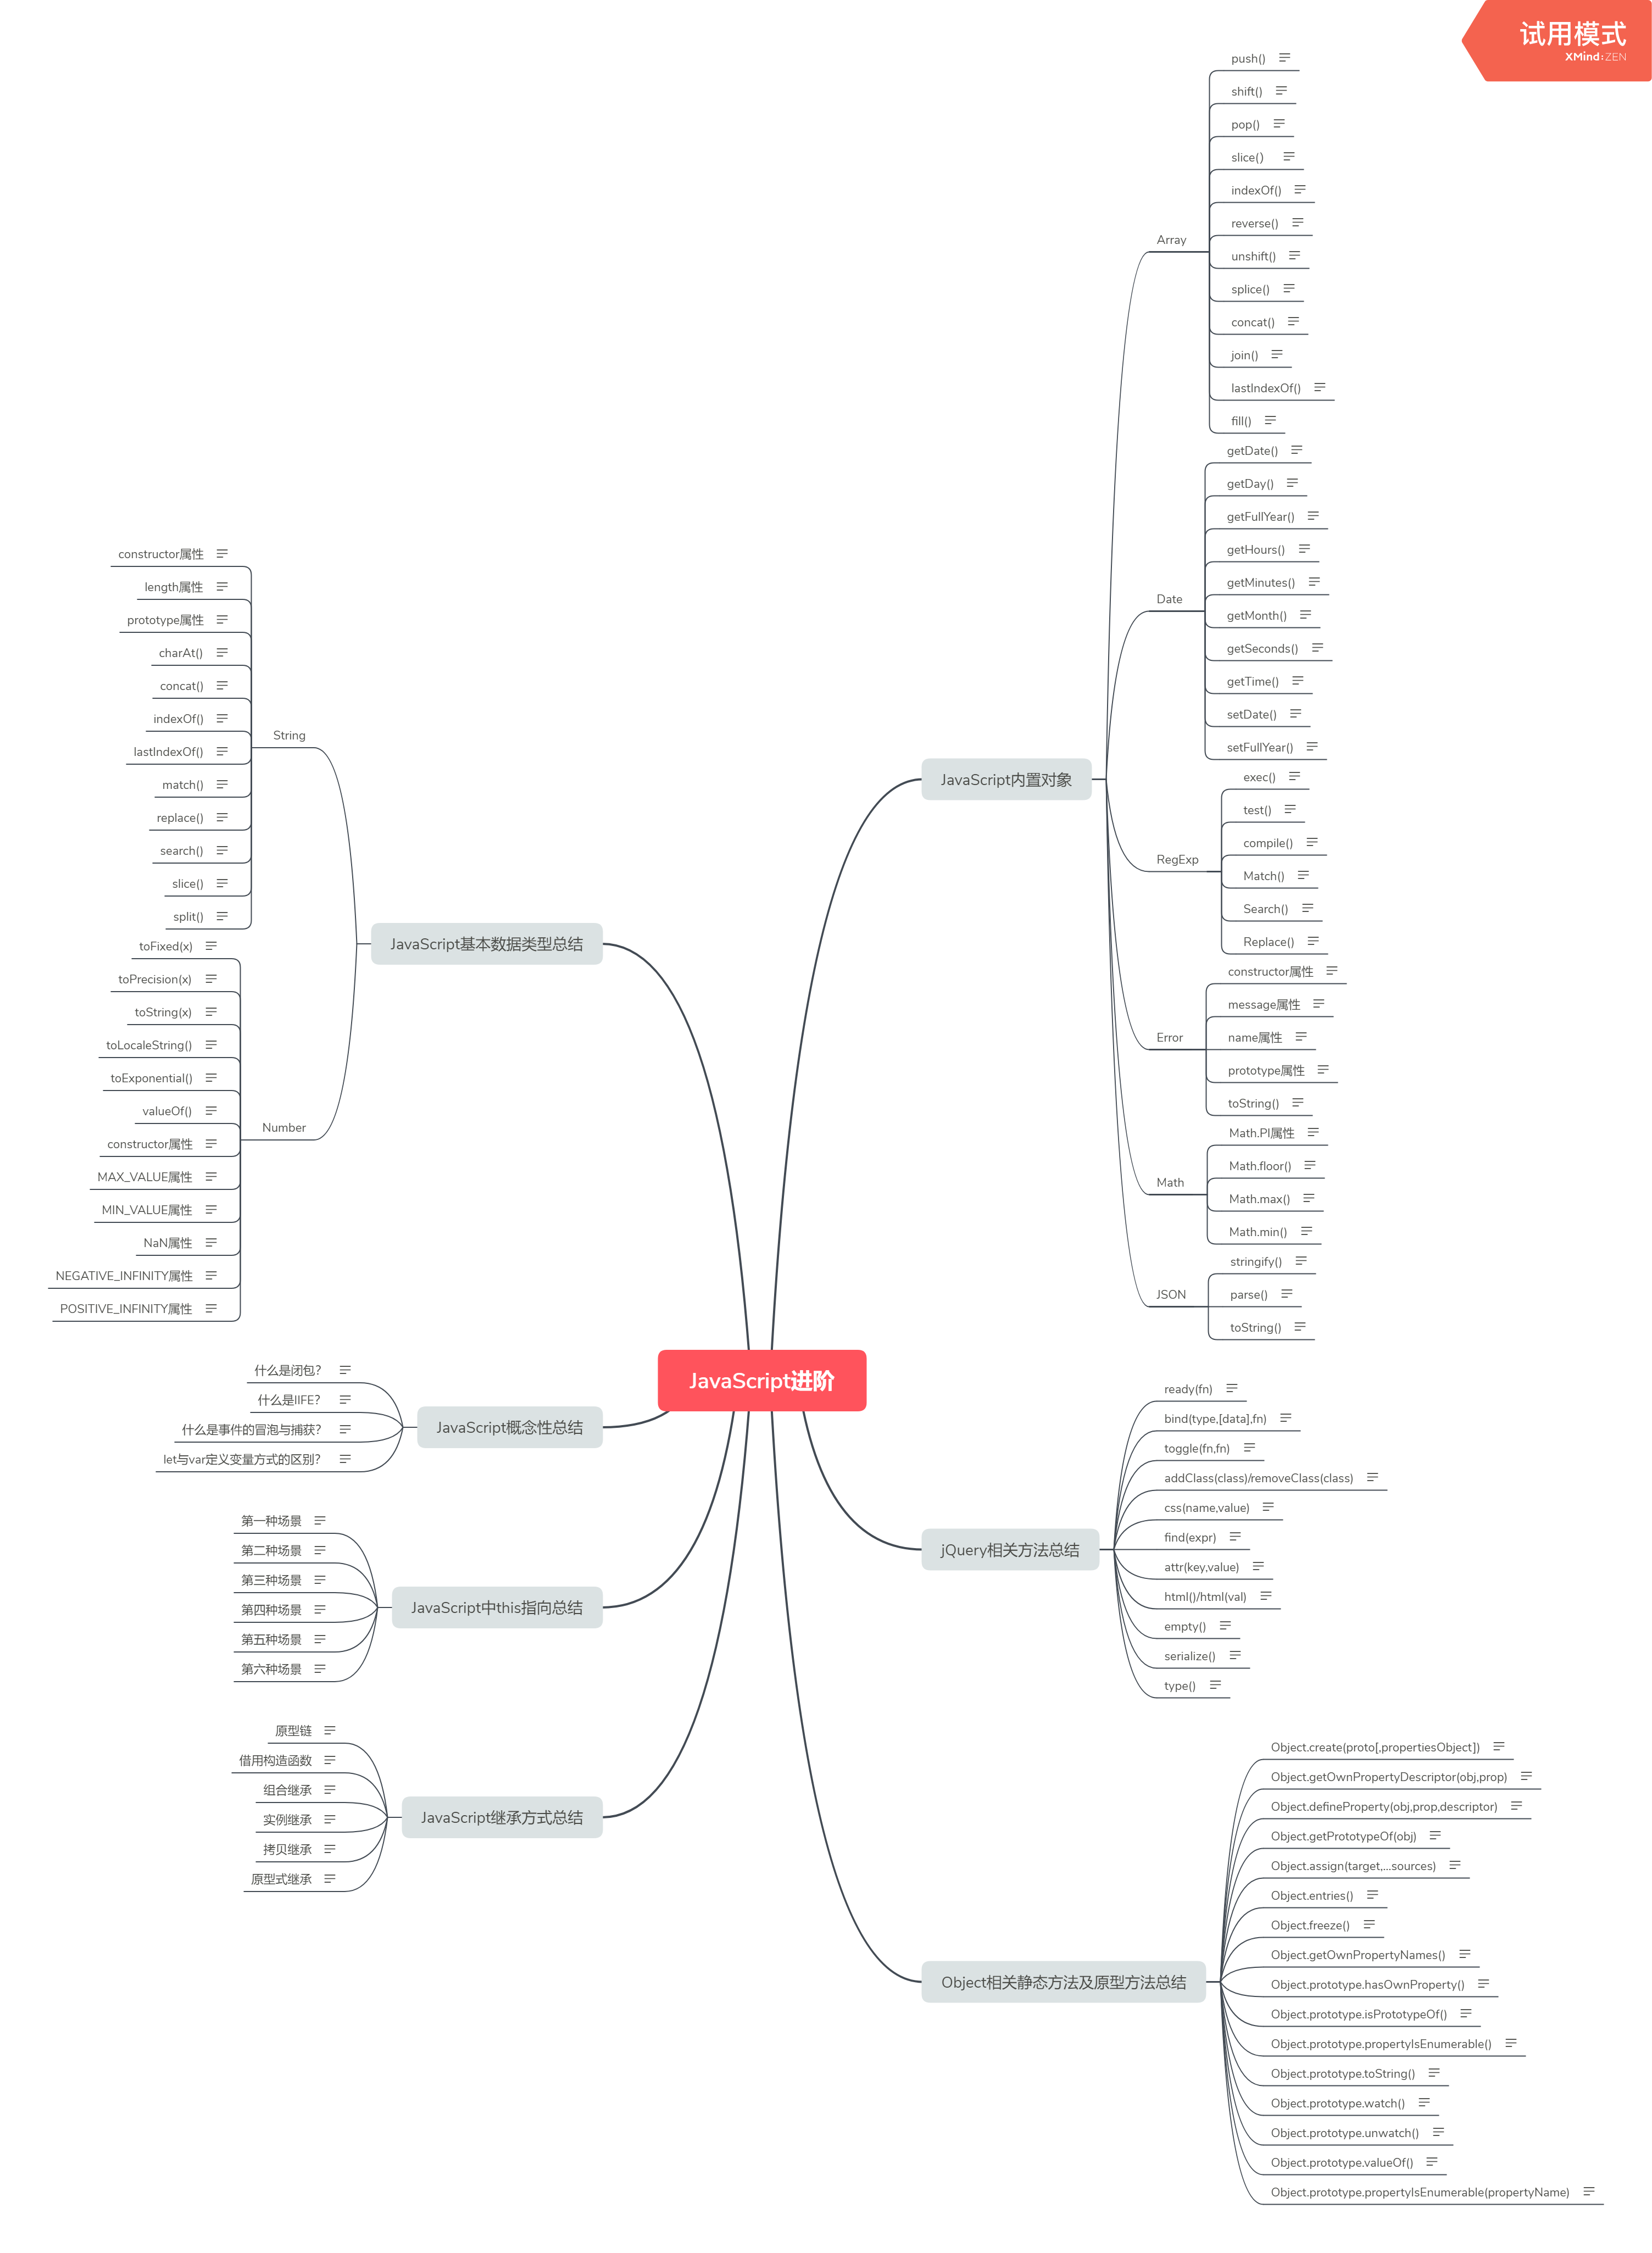 试用模式
XMind:ZEN
JavaScript进阶
JavaScript内置对象
Array
push()
shift()
pop()
slice()
indexOf()
reverse()
unshift()
splice()
concat()
join()
lastIndexOf()
fill()
Date
getDate()
getDay()
getFullYear()
getHours()
getMinutes()
getMonth()
getSeconds()
getTime()
setDate()
setFullYear()
RegExp
exec()
test()
compile()
Match()
Search()
Replace()
Error
constructor属性
message属性
name属性
prototype属性
toString()
Math
Math.PI属性
Math.floor()
Math.max()
Math.min()
JSON
stringify()
parse()
toString()
jQuery相关方法总结
ready(fn)
bind(type,[data],fn)
toggle(fn,fn)
addClass(class)/removeClass(class)
css(name,value)
find(expr)
attr(key,value)
html()/html(val)
empty()
serialize()
type()
Object相关静态方法及原型方法总结
Object.create(proto[,propertiesObject])
Object.getOwnPropertyDescriptor(obj,prop)
Object.defineProperty(obj,prop,descriptor)
Object.getPrototypeOf(obj)
Object.assign(target,...sources)
Object.entries()
Object.freeze()
Object.getOwnPropertyNames()
Object.prototype.hasOwnProperty()
Object.prototype.isPrototypeOf()
Object.prototype.propertyIsEnumerable()
Object.prototype.toString()
Object.prototype.watch()
Object.prototype.unwatch()
Object.prototype.valueOf()
Object.prototype.propertyIsEnumerable(propertyName)
JavaScript基本数据类型总结
String
constructor属性
length属性
prototype属性
charAt()
concat()
indexOf()
lastIndexOf()
match()
replace()
search()
slice()
split()
Number
toFixed(x)
toPrecision(x)
toString(x)
toLocaleString()
toExponential()
valueOf()
constructor属性
MAX_VALUE属性
MIN_VALUE属性
NaN属性
NEGATIVE_INFINITY属性
POSITIVE_INFINITY属性
JavaScript概念性总结
什么是闭包？
什么是IIFE？
什么是事件的冒泡与捕获？
let与var定义变量方式的区别？
JavaScript中this指向总结
第一种场景
第二种场景
第三种场景
第四种场景
第五种场景
第六种场景
JavaScript继承方式总结
原型链
借用构造函数
组合继承
实例继承
拷贝继承
原型式继承